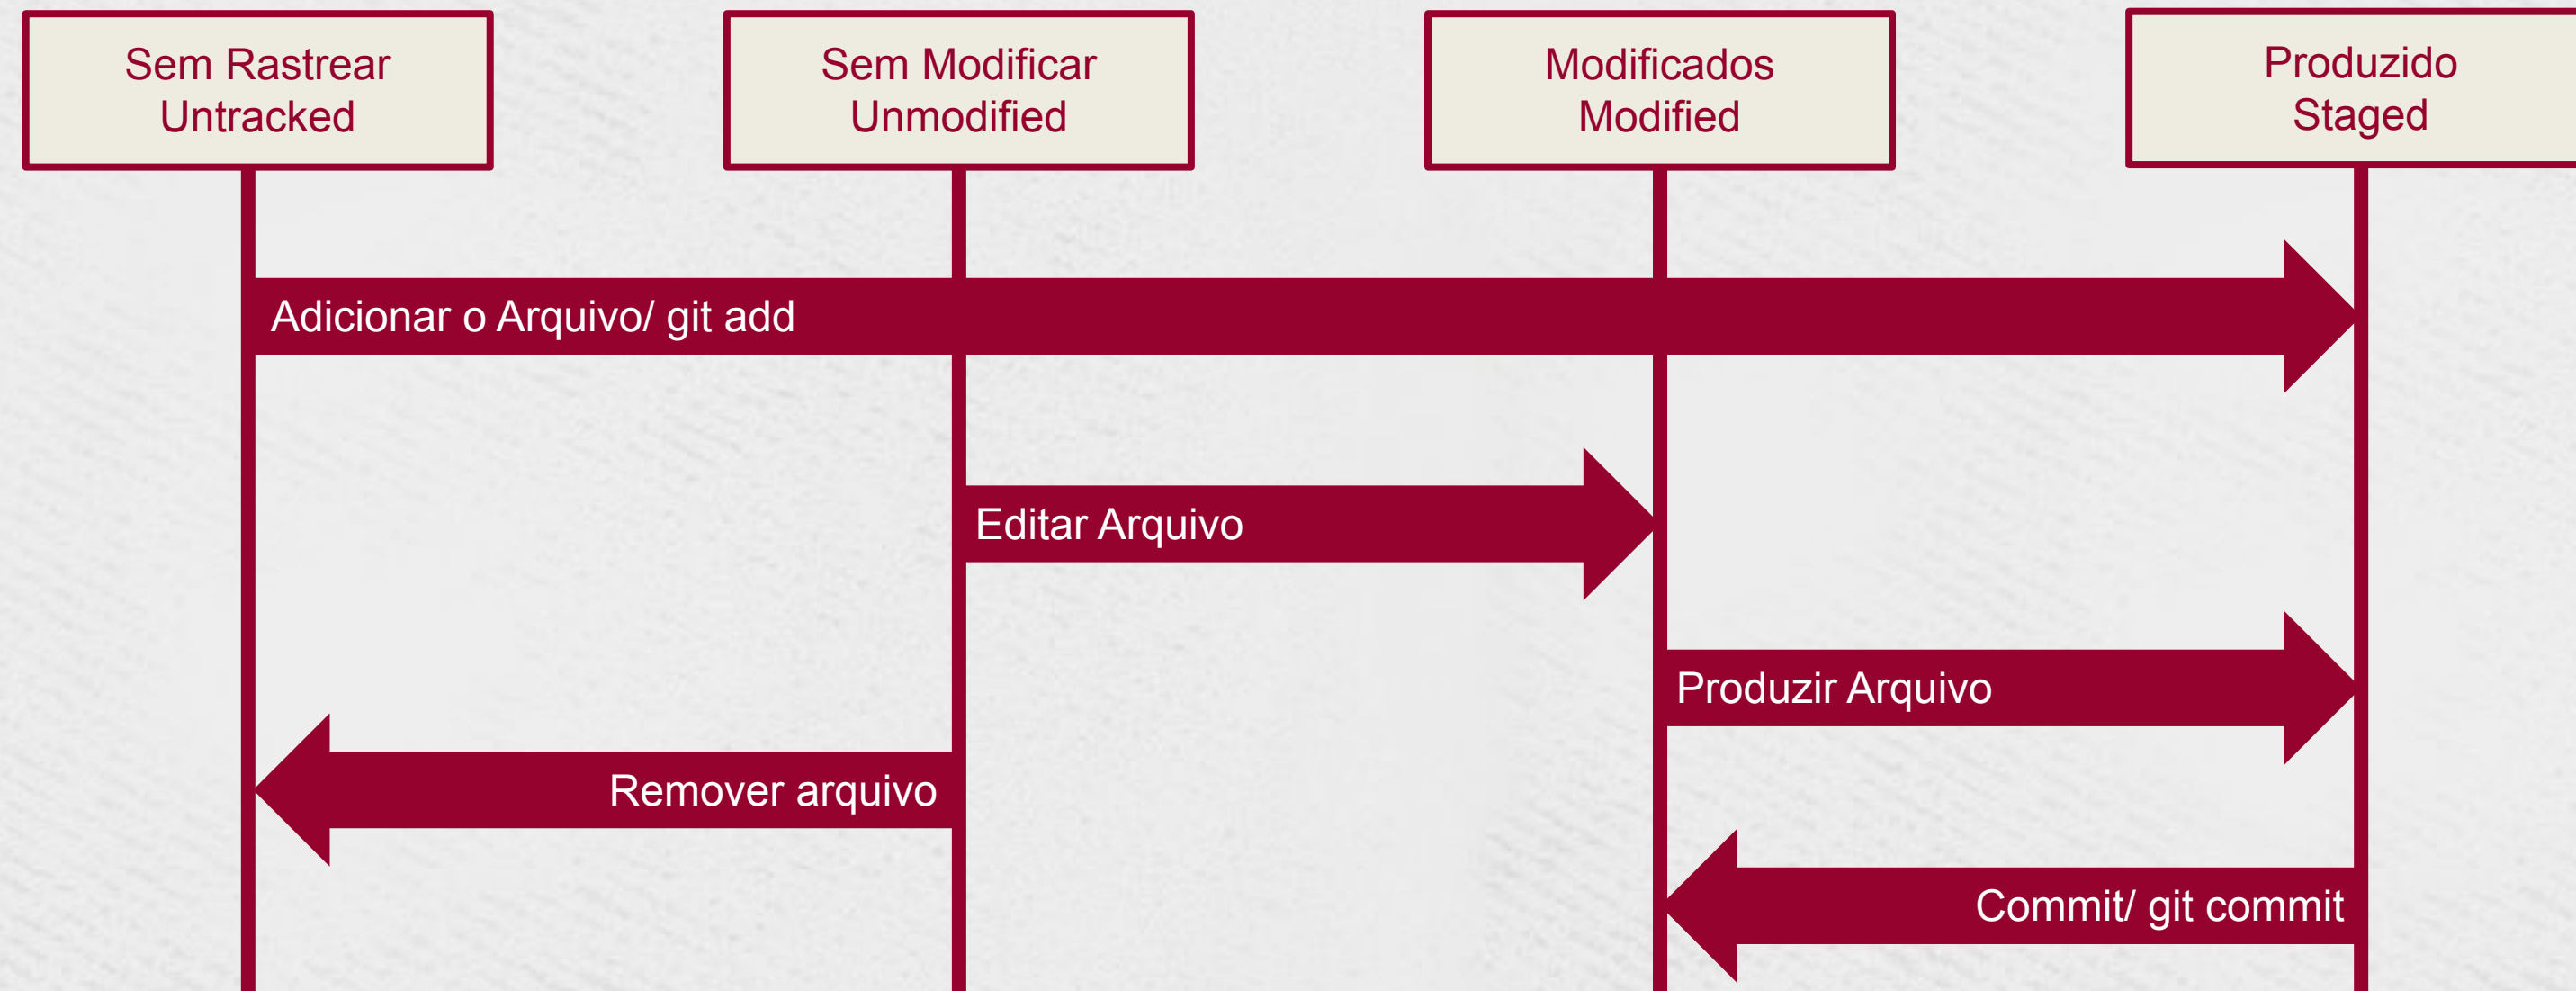 Sem Rastrear
Untracked
Sem Modificar
Unmodified
Modificados
Modified
Produzido
Staged
Adicionar o Arquivo/ git add
Editar Arquivo
Produzir Arquivo
Remover arquivo
Commit/ git commit